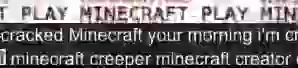 T PLAY MINECRAFT PLAY MIN
cracked Minecraft your morning i'm cr
minecraft creeper minecraft creator